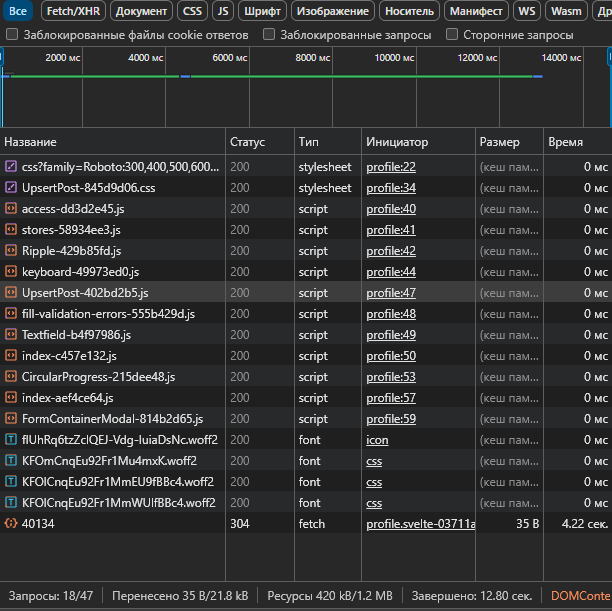 Все Fetch/XHR Документ CSS JS Шрифт Изображение Носитель Манифест WS Wasm Др
Заблокированные файлы cookie ответов Заблокированные запросы Сторонние запросы
2000 мс 4000 мс 6000 мс 8000 мс 10000 мс 12000 мс 14000 мс
Название Статус Тип Инициатор Размер Время
css?family=Roboto:300,400,500,600... 200 stylesheet profile:22 (кеш пам... 0 мс
UpsertPost-845d9d06.css 200 stylesheet profile:34 (кеш пам... 0 мс
access-dd3d2e45.js 200 script profile:40 (кеш пам... 0 мс
stores-58934ee3.js 200 script profile:41 (кеш пам... 0 мс
Ripple-429b85fd.js 200 script profile:42 (кеш пам... 0 мс
keyboard-49973ed0.js 200 script profile:44 (кеш пам... 0 мс
UpsertPost-402bd2b5.js 200 script profile:47 (кеш пам... 0 мс
fill-validation-errors-555b429d.js 200 script profile:48 (кеш пам... 0 мс
Textfield-b4f97986.js 200 script profile:49 (кеш пам... 0 мс
index-c457e132.js 200 script profile:50 (кеш пам... 0 мс
CircularProgress-215dee48.js 200 script profile:53 (кеш пам... 0 мс
index-aef4ce64.js 200 script profile:57 (кеш пам... 0 мс
FormContainerModal-814b2d65.js 200 script profile:59 (кеш пам... 0 мс
flUhRq6tzZclQEJ-Vdg-IuiaDsNc.woff2 200 font icon (кеш пам... 0 мс
KFOmCnqEu92Fr1Mu4mxK.woff2 200 font css (кеш пам... 0 мс
KFOlCnqEu92Fr1MmEU9fBBc4.woff2 200 font css (кеш пам... 0 мс
KFOlCnqEu92Fr1MmWUlfBBc4.woff2 200 font css (кеш пам... 0 мс
40134 304 fetch profile.svelte-03711a 35 B 4.22 сек.
Запросы: 18/47 Перенесено 35 B/21.8 kB Ресурсы 420 kB/1.2 MB Завершено: 12.80 сек. DOMConte